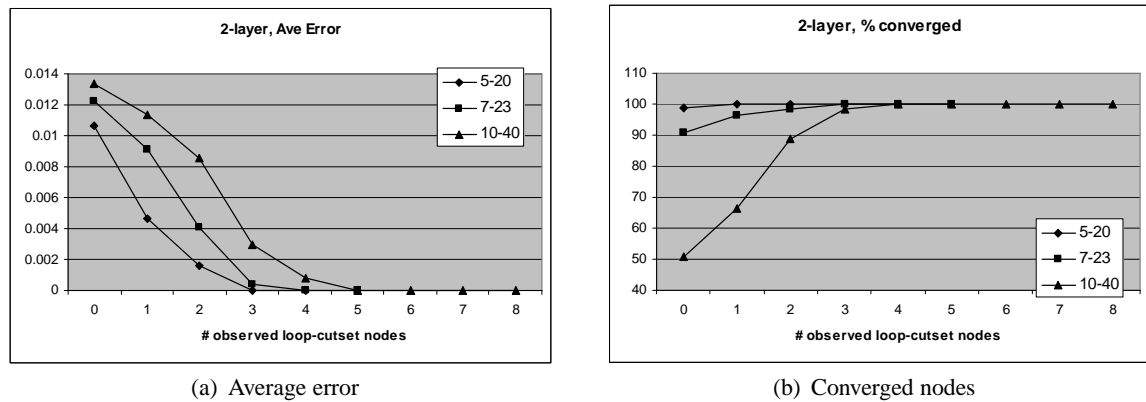 2-layer, Ave Error
0.014
0.012
0.01
0.008
0.006
0.004
0.002
0
0 1 2 3 4 5 6 7 8
# observed loop-cutset nodes
5-20
7-23
10-40
(a) Average error
2-layer, % converged
110
100
90
80
70
60
50
40
0 1 2 3 4 5 6 7 8
# observed loop-cutset nodes
5-20
7-23
10-40
(b) Converged nodes